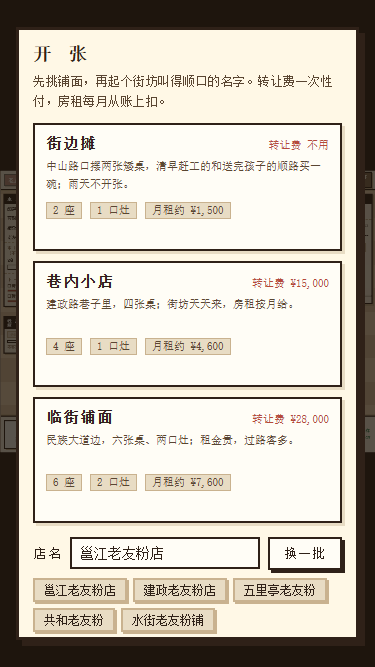 开 张
先挑铺面，再起个街坊叫得顺口的名字。转让费一次性
付，房租每月从账上扣。
街边摊
转让费 不用
中山路口摆两张矮桌，清早赶工的和送完孩子的顺路买一
碗；雨天不开张。
2 座
1 口灶
月租约 ¥1,500
巷内小店
转让费 ¥15,000
建政路巷子里，四张桌；街坊天天来，房租按月给。
4 座
1 口灶
月租约 ¥4,600
临街铺面
转让费 ¥28,000
民族大道边，六张桌、两口灶；租金贵，过路客多。
6 座
2 口灶
月租约 ¥7,600
店名
邕江老友粉店
换一批
邕江老友粉店
建政老友粉店
五里亭老友粉
共和老友粉
水街老友粉铺